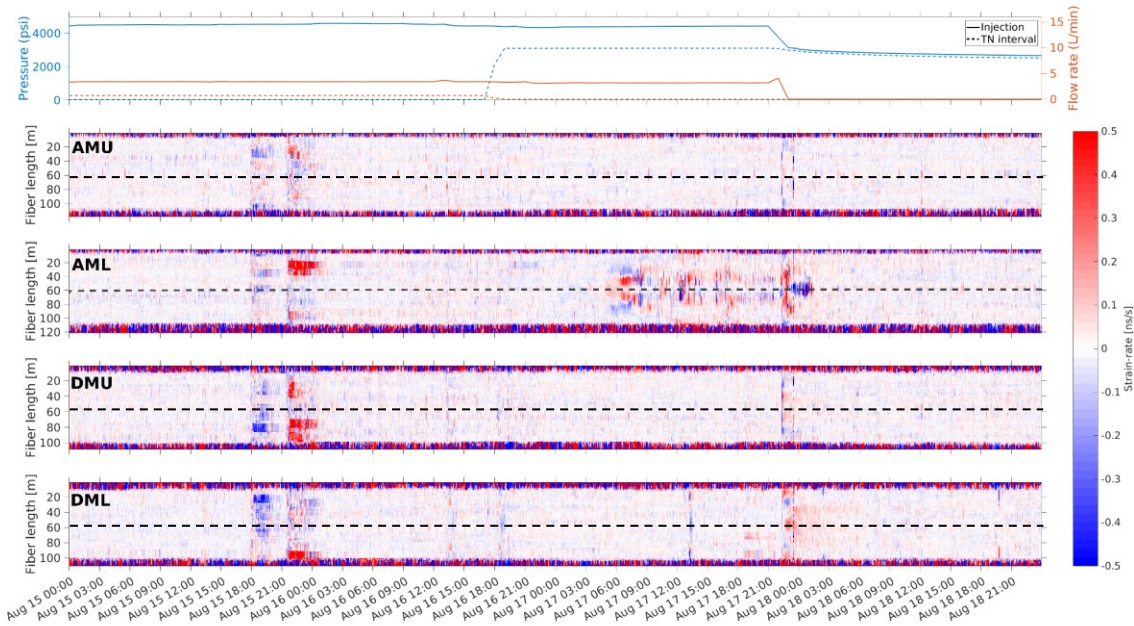 Pressure (psi)
4000
2000
0
Injection
TN interval
15
10
5
0
Flow rate (L/min)
AMU
Fiber length [m]
20
60
100
AML
Fiber length [m]
20
40
60
80
100
120
DMU
Fiber length [m]
20
40
60
80
100
DML
Fiber length [m]
20
40
60
80
100
0.5
0.4
0.3
0.2
0.1
0
-0.1
-0.2
-0.3
-0.4
-0.5
Strain-rate [ns/s]
Aug 15 00:00
Aug 15 03:00
Aug 15 06:00
Aug 15 09:00
Aug 15 12:00
Aug 15 15:00
Aug 15 18:00
Aug 15 21:00
Aug 16 00:00
Aug 16 03:00
Aug 16 06:00
Aug 16 09:00
Aug 16 12:00
Aug 16 15:00
Aug 16 18:00
Aug 16 21:00
Aug 17 00:00
Aug 17 03:00
Aug 17 06:00
Aug 17 09:00
Aug 17 12:00
Aug 17 15:00
Aug 17 18:00
Aug 17 21:00
Aug 18 00:00
Aug 18 03:00
Aug 18 06:00
Aug 18 09:00
Aug 18 12:00
Aug 18 15:00
Aug 18 18:00
Aug 18 21:00